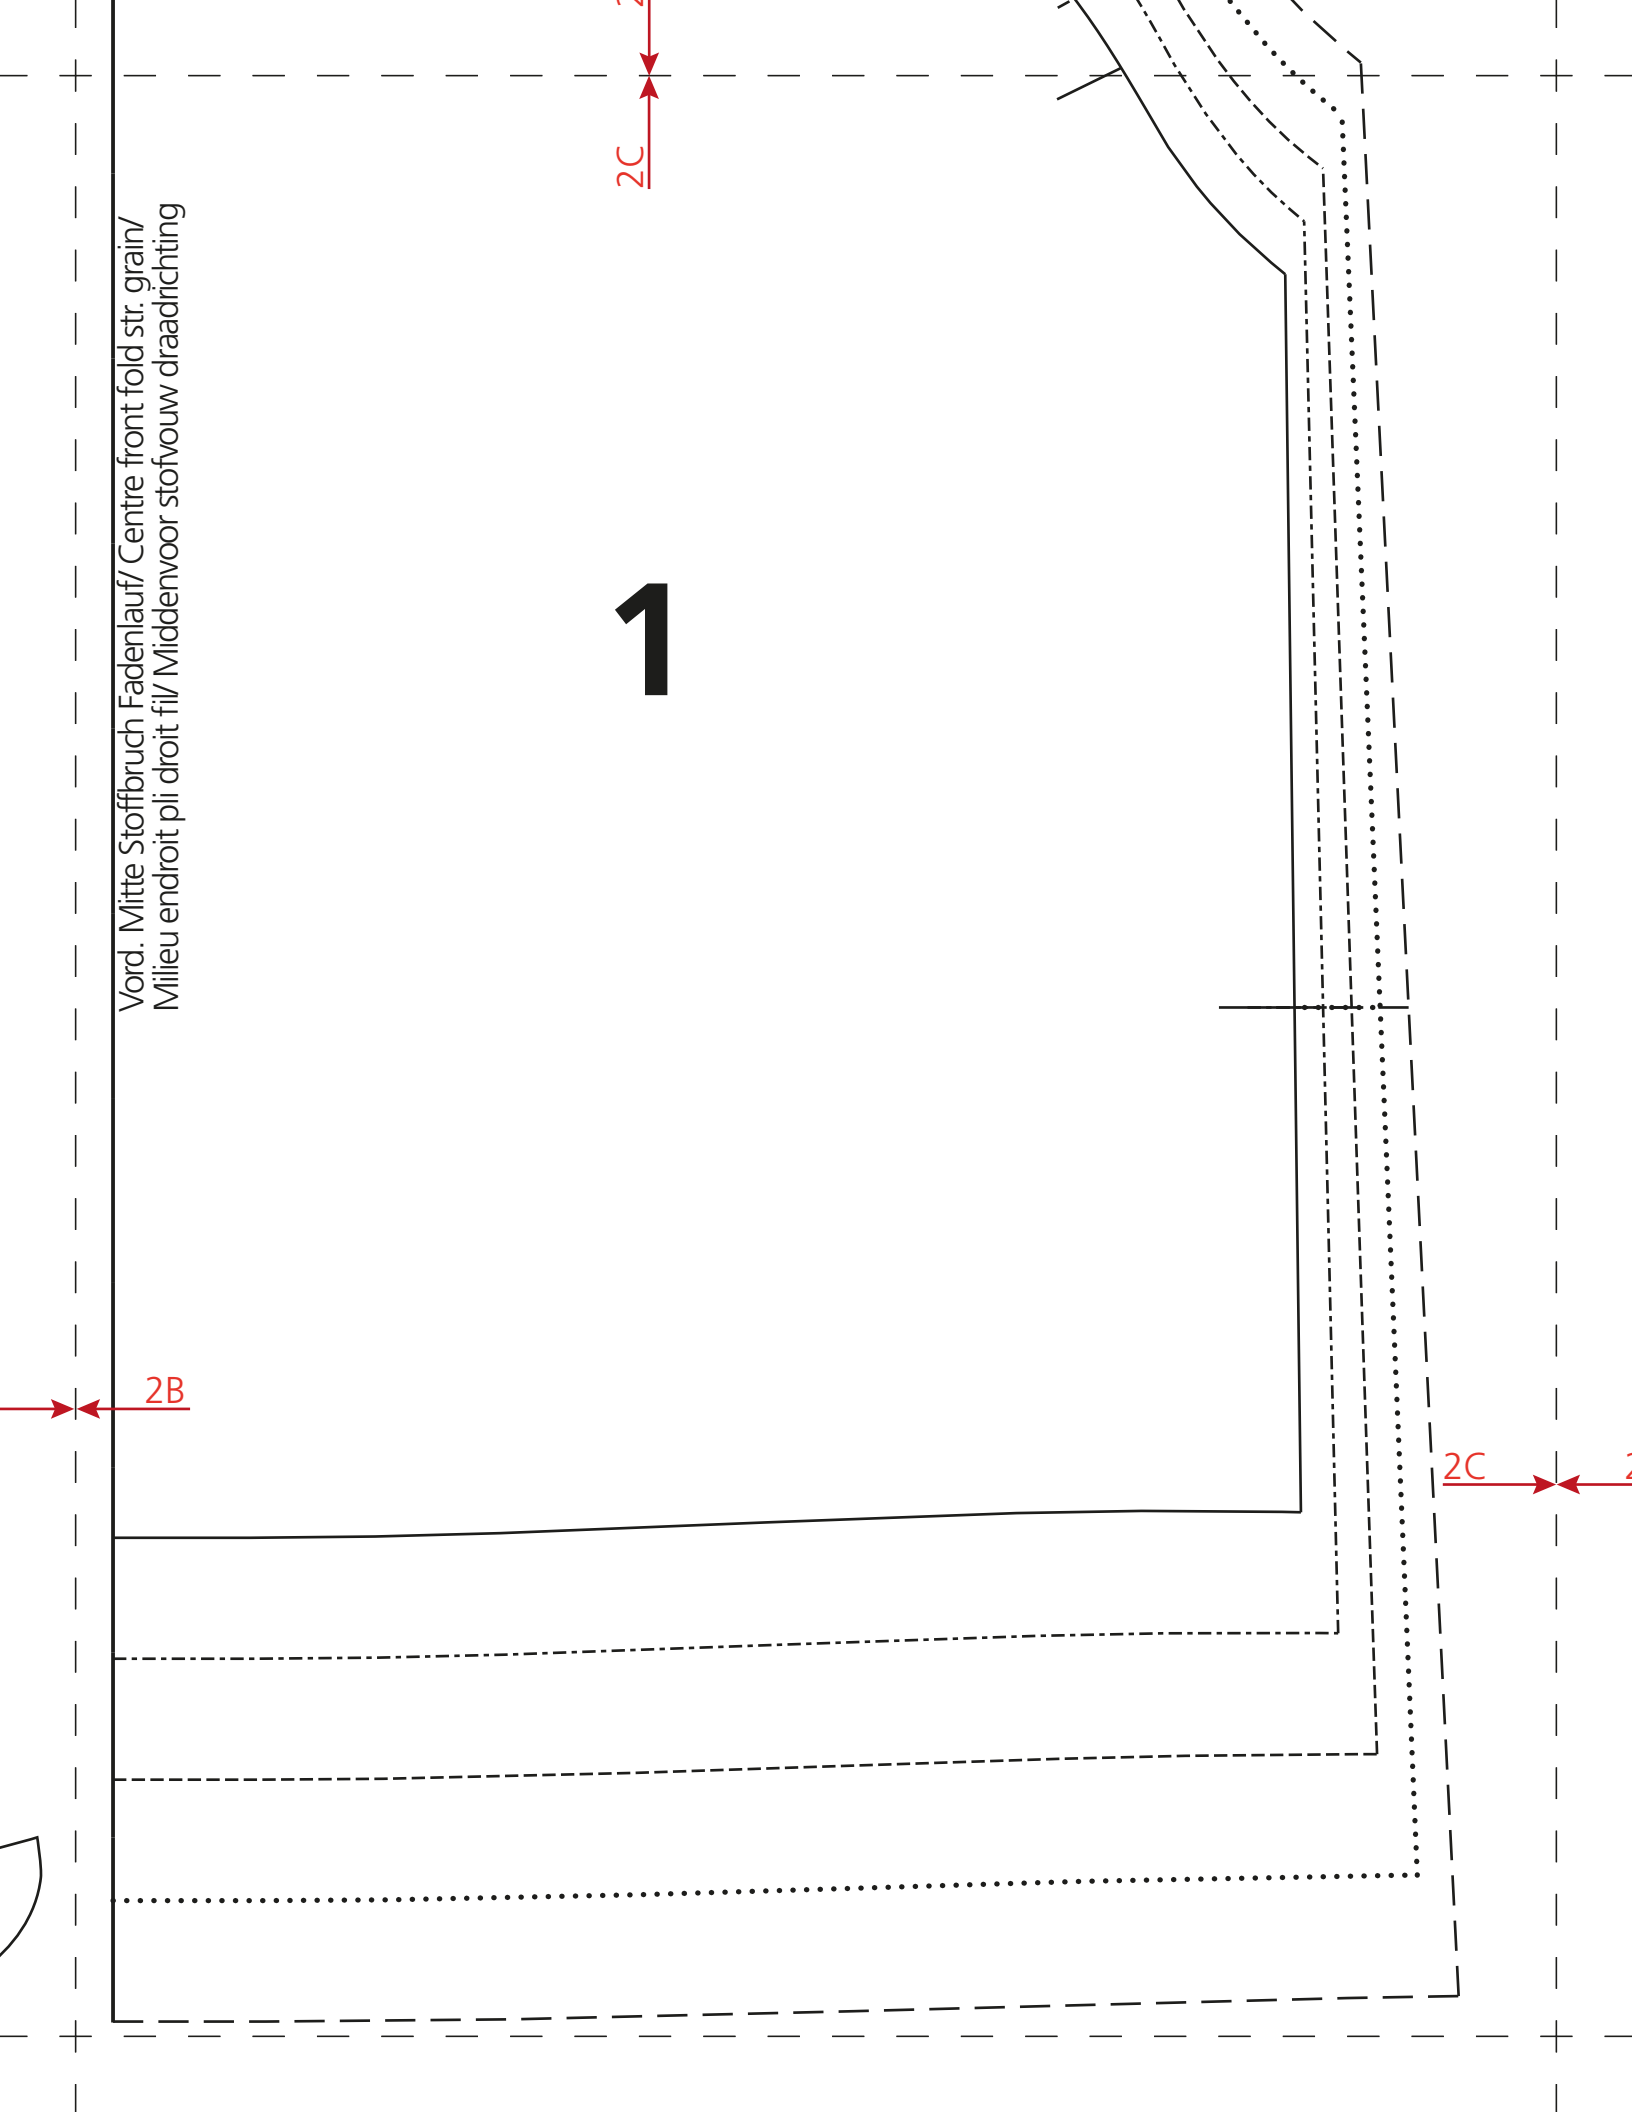 2C
Vord. Mitte Stoffbruch Fadenlauf/ Centre front fold str. grain/
Milieu endroit pli droit fil/ Middenvoor stofvouw draadrichting
1
2B
2C